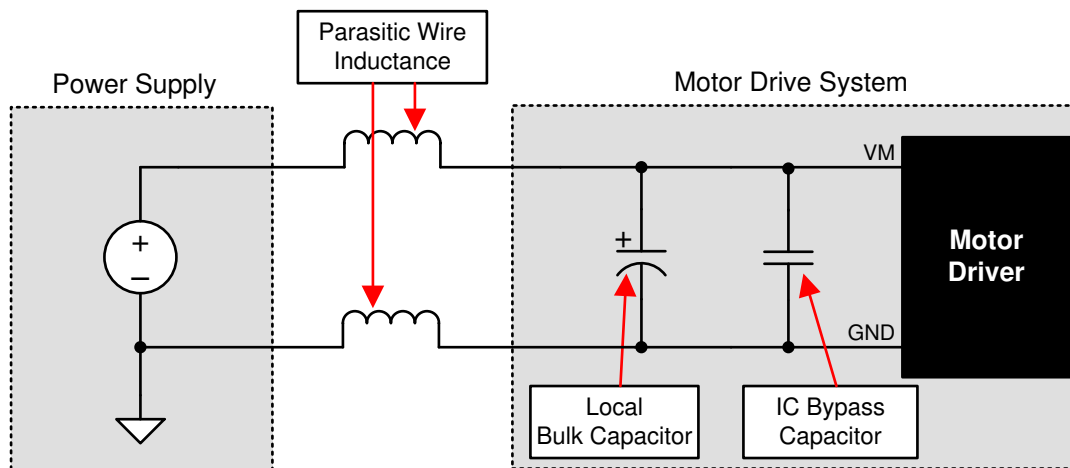 Parasitic Wire
Inductance
Power Supply
Motor Drive System
VM
+
+
–
Motor
Driver
GND
Local
Bulk Capacitor
IC Bypass
Capacitor